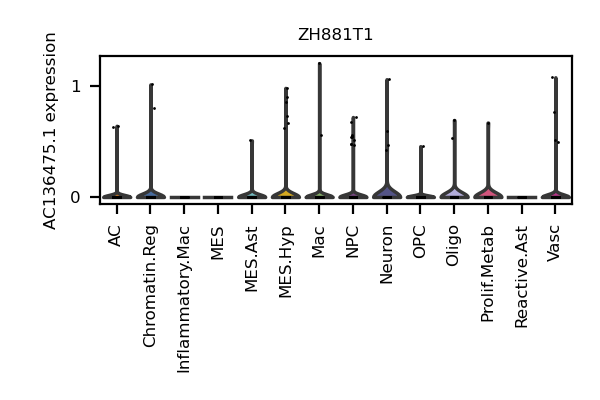 ZH881T1
AC136475.1 expression
1
0
AC
Chromatin.Reg
Inflammatory.Mac
MES
MES.Ast
MES.Hyp
Mac
NPC
Neuron
OPC
Oligo
Prolif.Metab
Reactive.Ast
Vasc